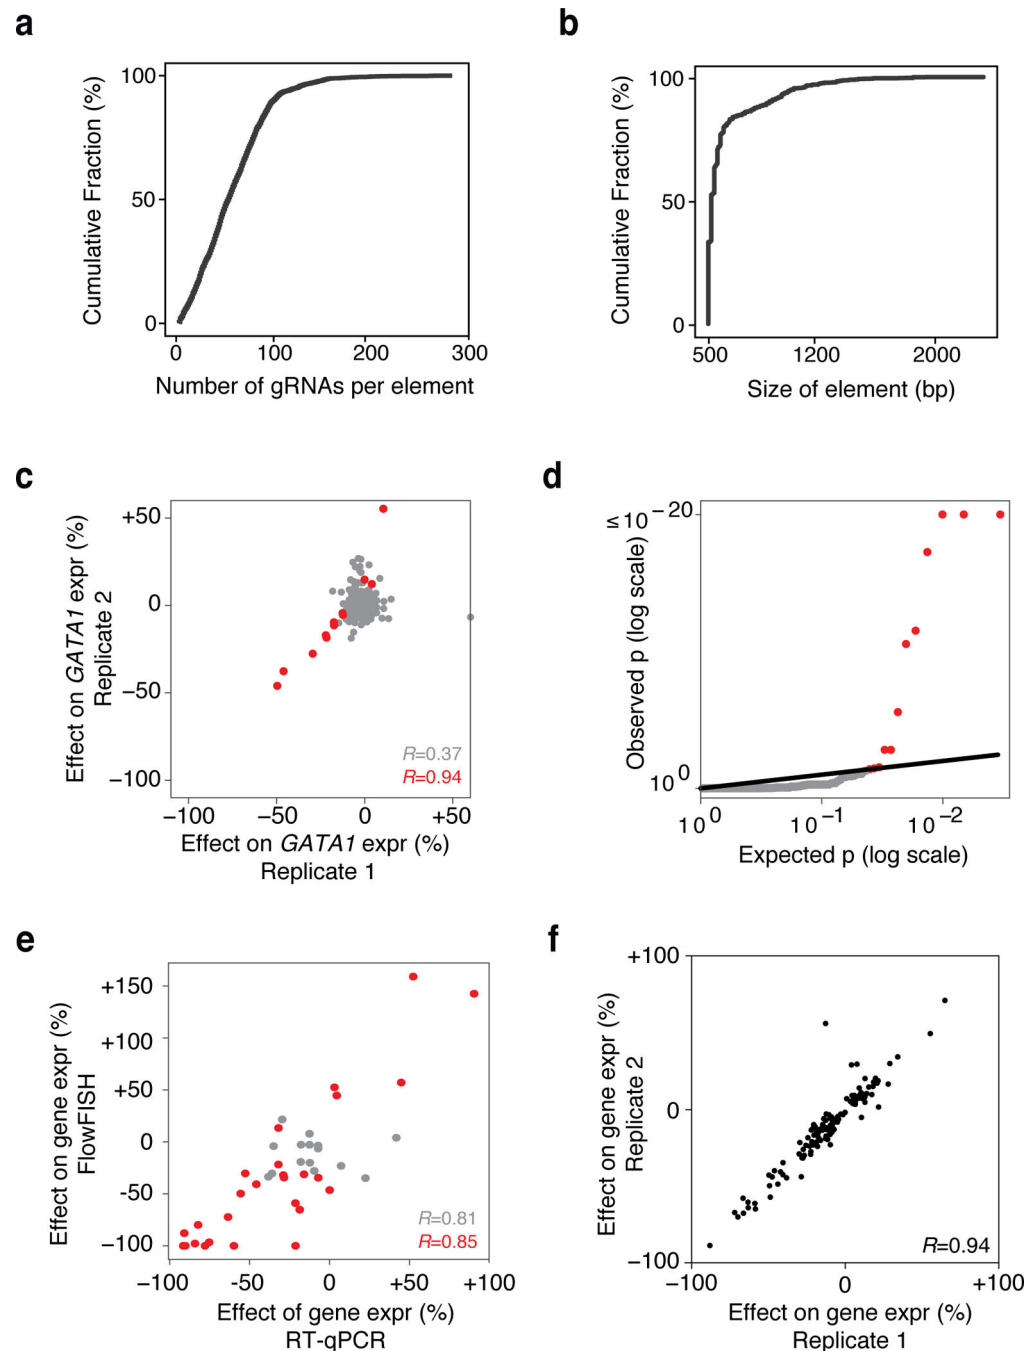 a
100
50
0
Cumulative Fraction (%)
0 100 200 300
Number of gRNAs per element
b
100
50
0
Cumulative Fraction (%)
500 1200 2000
Size of element (bp)
c
+50
0
−50
−100
Effect on GATA1 expr (%)
Replicate 2
R=0.37
R=0.94
−100 −50 0 +50
Effect on GATA1 expr (%)
Replicate 1
d
≤10-20
10 0
Observed p (log scale)
10 0 10 -1 10 -2
Expected p (log scale)
e
+150
+100
+50
0
-50
-100
Effect on gene expr (%)
FlowFISH
R=0.81
R=0.85
−100 -50 0 +50 +100
Effect of gene expr (%)
RT-qPCR
f
+100
0
−100
Effect on gene expr (%)
Replicate 2
R=0.94
−100 0 +100
Effect on gene expr (%)
Replicate 1